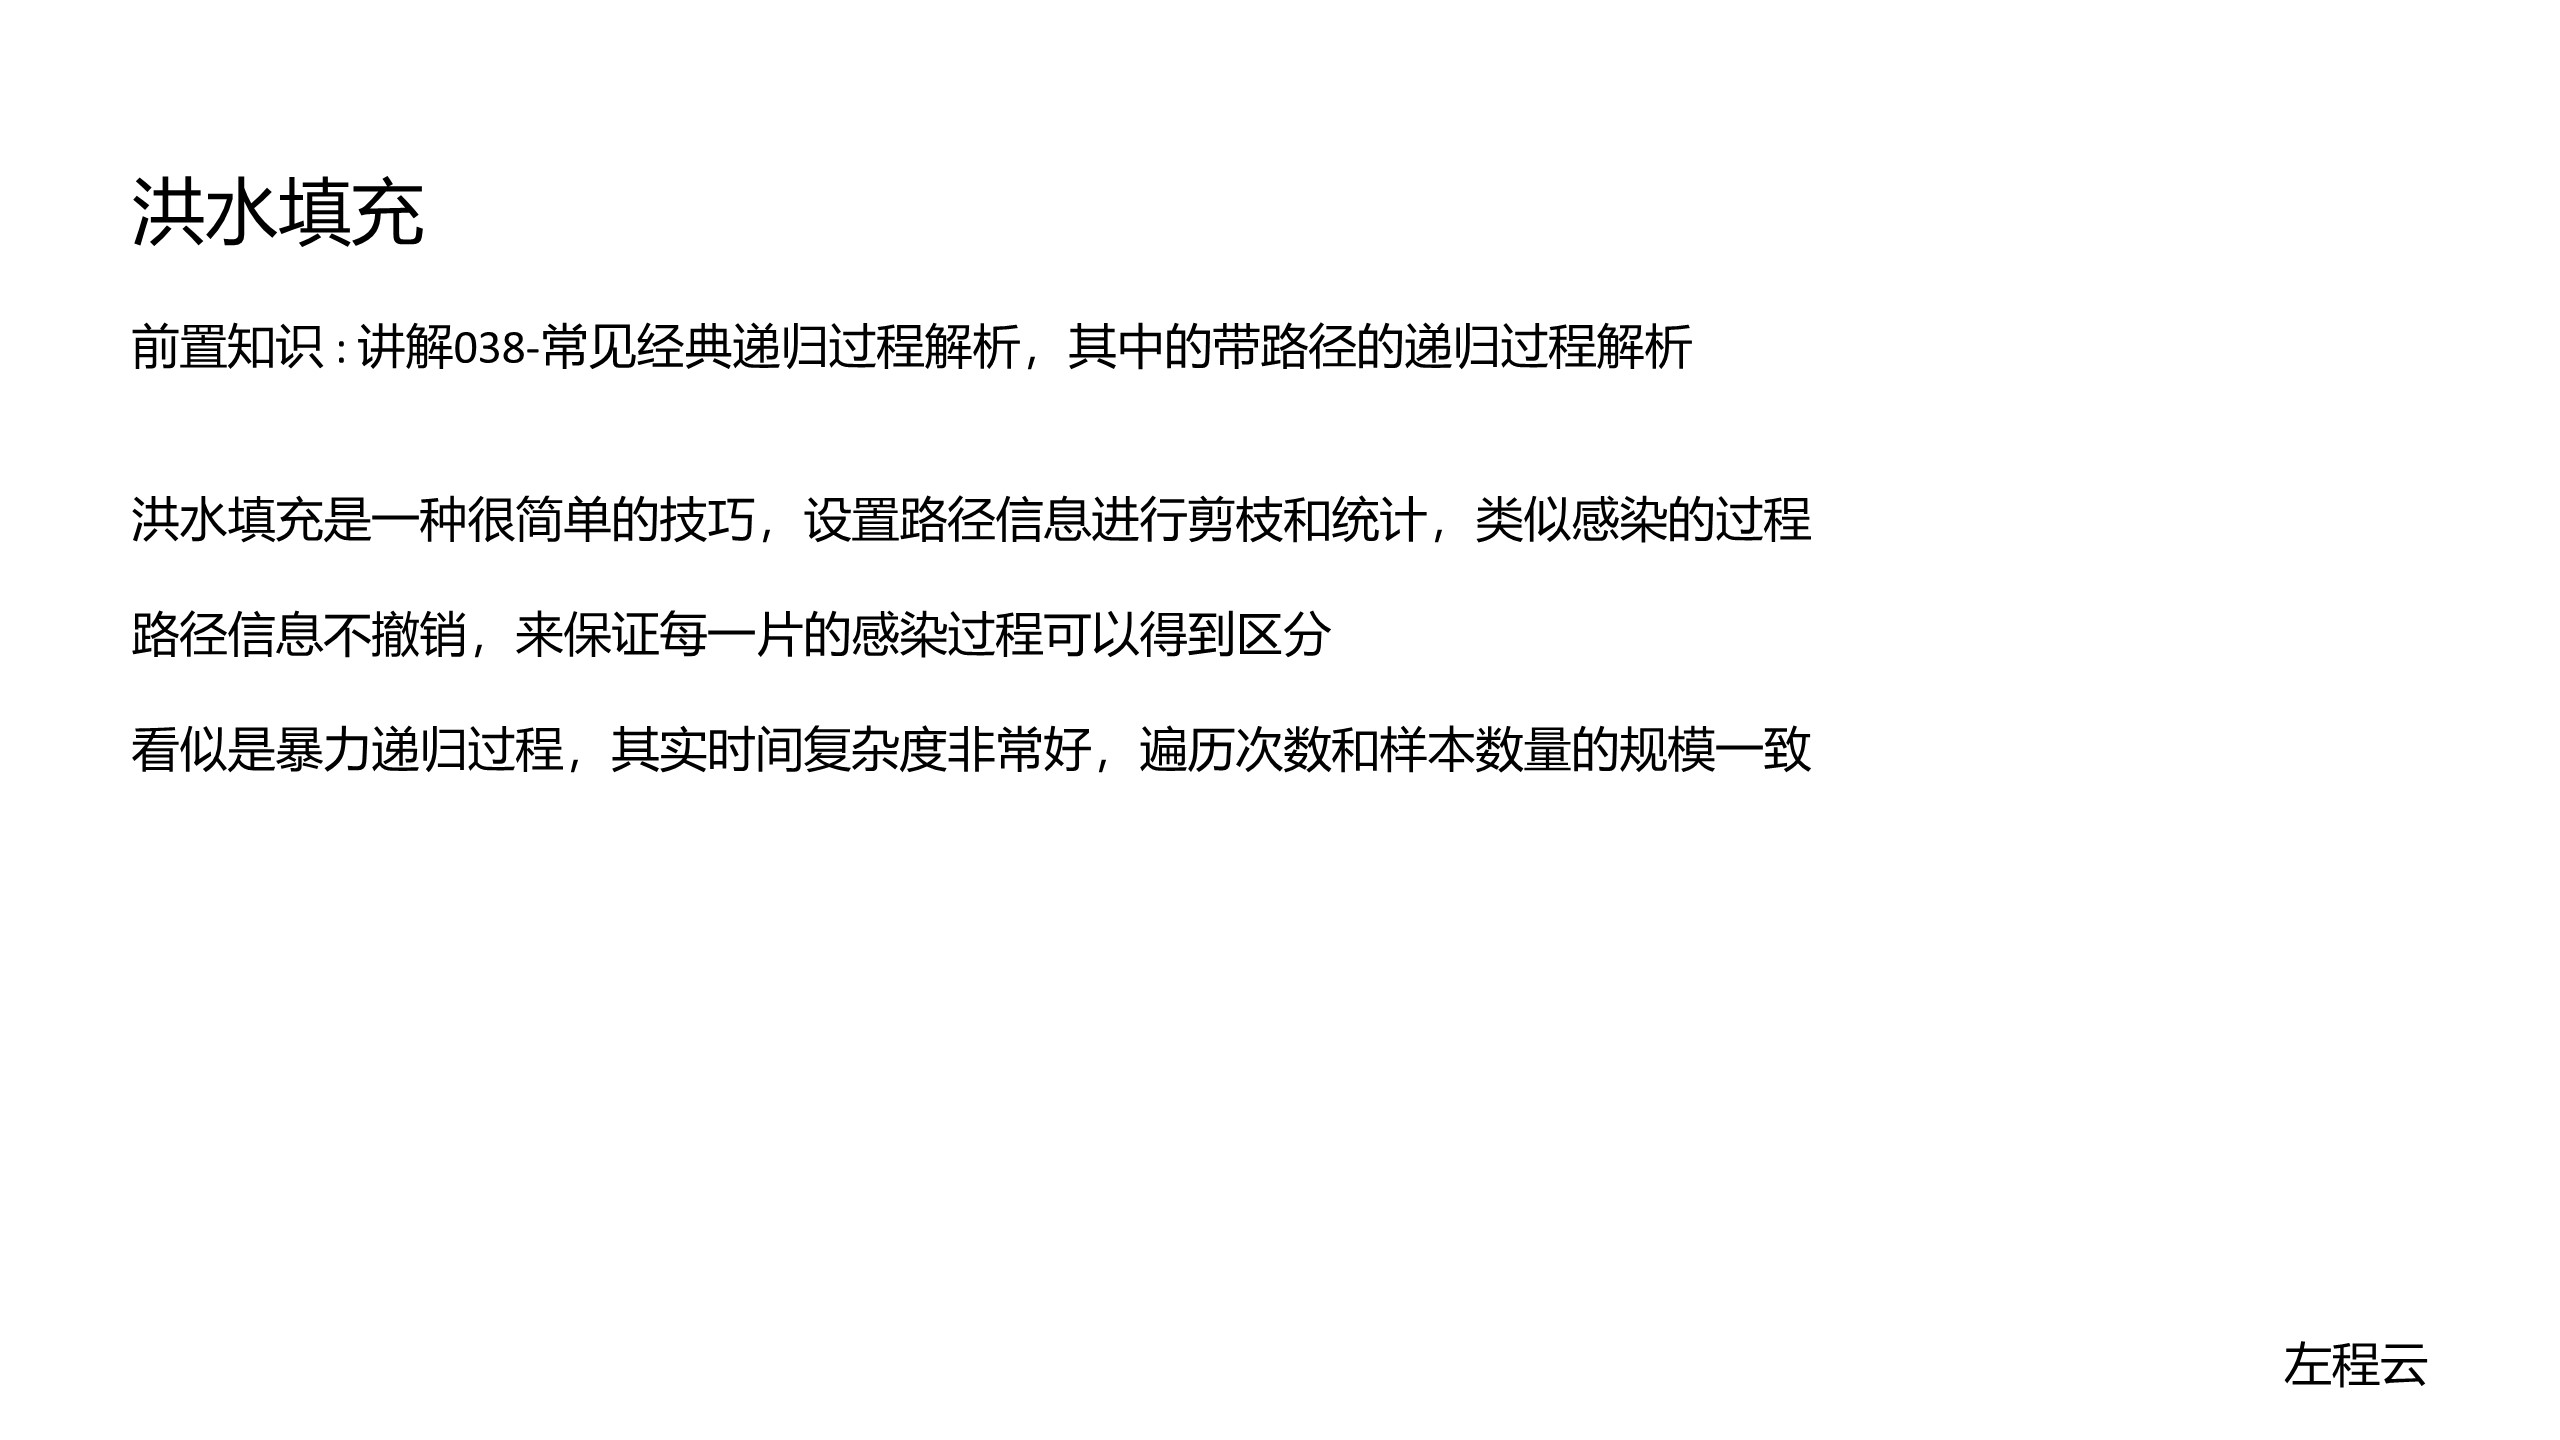 洪水填充
前置知识 : 讲解038-常见经典递归过程解析，其中的带路径的递归过程解析
洪水填充是一种很简单的技巧，设置路径信息进行剪枝和统计，类似感染的过程
路径信息不撤销，来保证每一片的感染过程可以得到区分
看似是暴力递归过程，其实时间复杂度非常好，遍历次数和样本数量的规模一致
左程云